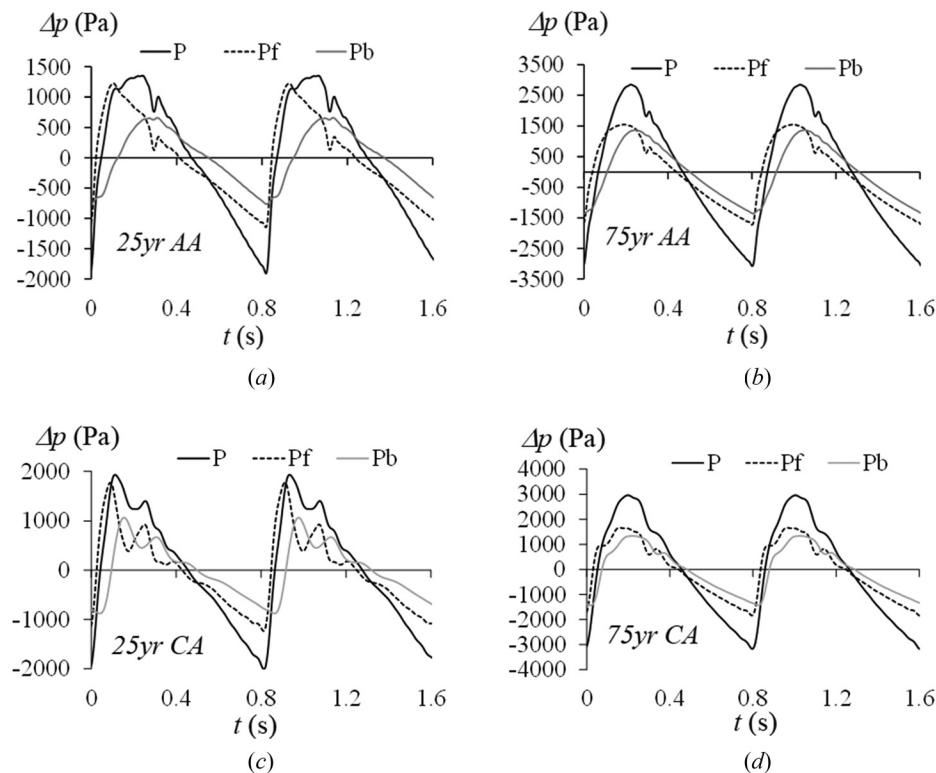 Δp (Pa)
P Pf Pb
1500
1000
500
0
-500
-1000
-1500
-2000
25yr AA
0 0.4 0.8 1.2 1.6
t (s)
(a)
Δp (Pa)
P Pf Pb
3500
2500
1500
500
-500
-1500
-2500
-3500
75yr AA
0 0.4 0.8 1.2 1.6
t (s)
(b)
Δp (Pa)
P Pf Pb
2000
1000
0
-1000
-2000
25yr CA
0 0.4 0.8 1.2 1.6
t (s)
(c)
Δp (Pa)
P Pf Pb
4000
3000
2000
1000
0
-1000
-2000
-3000
-4000
75yr CA
0 0.4 0.8 1.2 1.6
t (s)
(d)